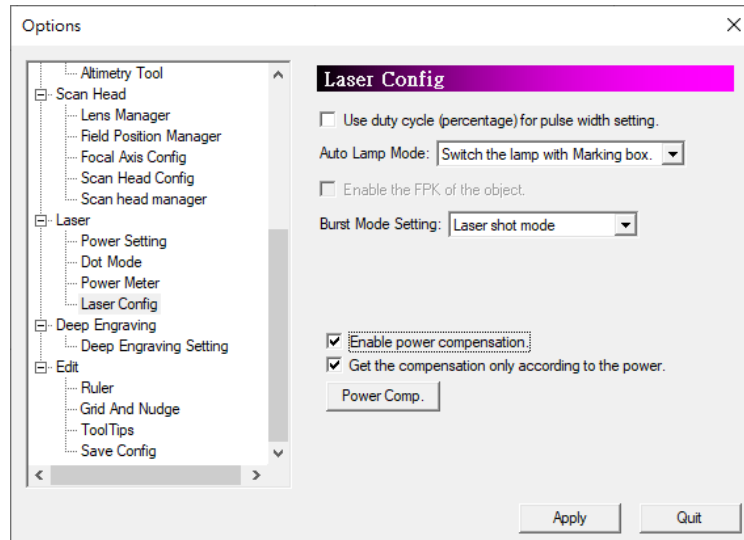 Options
Altimetry Tool
Scan Head
Lens Manager
Field Position Manager
Focal Axis Config
Scan Head Config
Scan head manager
Laser
Power Setting
Dot Mode
Power Meter
Laser Config
Deep Engraving
Deep Engraving Setting
Edit
Ruler
Grid And Nudge
ToolTips
Save Config
Laser Config
Use duty cycle (percentage) for pulse width setting.
Auto Lamp Mode: Switch the lamp with Marking box.
Enable the FPK of the object.
Burst Mode Setting: Laser shot mode
Enable power compensation.
Get the compensation only according to the power.
Power Comp.
Apply Quit